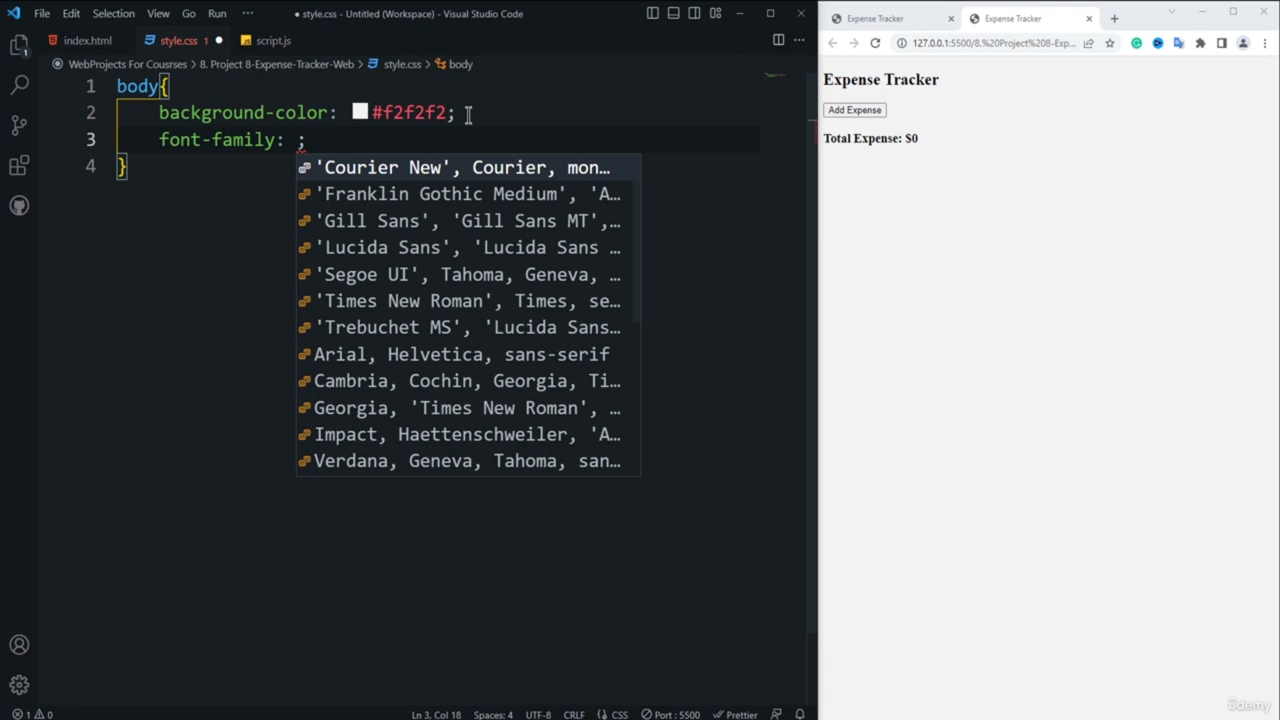 File Edit Selection View Go Run ··· ● style.css - Untitled (Workspace) - Visual Studio Code
index.html style.css 1 ● script.js
WebProjects For Coursres > 8. Project 8-Expense-Tracker-Web > style.css > body
1 body{
2 background-color: #f2f2f2;
3 font-family: ;
4 }
'Courier New', Courier, mon…
'Franklin Gothic Medium', 'A…
'Gill Sans', 'Gill Sans MT',…
'Lucida Sans', 'Lucida Sans …
'Segoe UI', Tahoma, Geneva, …
'Times New Roman', Times, se…
'Trebuchet MS', 'Lucida Sans…
Arial, Helvetica, sans-serif
Cambria, Cochin, Georgia, Ti…
Georgia, 'Times New Roman', …
Impact, Haettenschweiler, 'A…
Verdana, Geneva, Tahoma, san…
1 0 Ln 3, Col 18 Spaces: 4 UTF-8 CRLF {} CSS Port : 5500 Prettier
Expense Tracker Expense Tracker
127.0.0.1:5500/8.%20Project%208-Exp...
Expense Tracker
Add Expense
Total Expense: $0
ûdemy